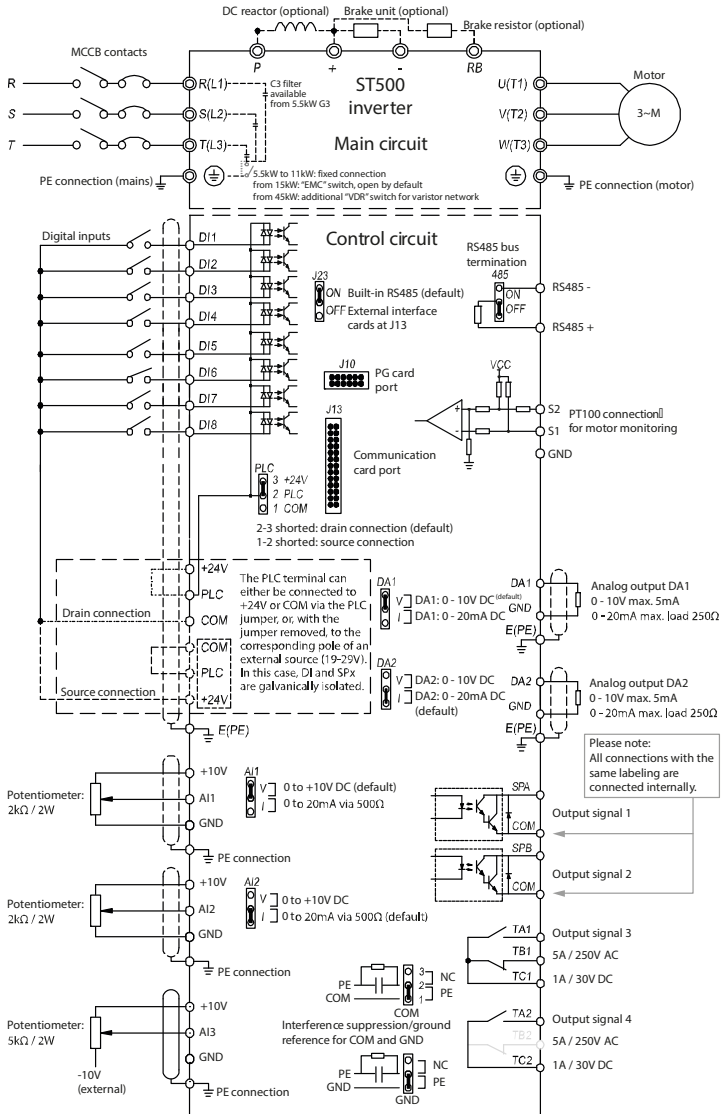 DC reactor (optional)
Brake unit (optional)
Brake resistor (optional)
P
+
-
RB
MCCB contacts
R
R(L1)
S
S(L2)
T
T(L3)
C3 filter
available
from 5.5kW G3
ST500
inverter
Main circuit
U(T1)
V(T2)
W(T3)
Motor
3~M
PE connection (mains)
5.5kW to 11kW: fixed connection
from 15kW: "EMC" switch, open by default
from 45kW: additional "VDR" switch for varistor network
PE connection (motor)
Control circuit
Digital inputs
DI1
DI2
DI3
DI4
DI5
DI6
DI7
DI8
J23
ON
Built-in RS485 (default)
OFF
External interface
cards at J13
RS485 bus
termination
485
ON
OFF
RS485 -
RS485 +
J10
PG card
port
J13
Communication
card port
VCC
+
-
S2
S1
GND
PT100 connection
for motor monitoring
PLC
3 +24V
2 PLC
1 COM
2-3 shorted: drain connection (default)
1-2 shorted: source connection
+24V
PLC
Drain connection
COM
COM
PLC
Source connection
+24V
E(PE)
The PLC terminal can
either be connected to
+24V or COM via the PLC
jumper, or, with the
jumper removed, to the
corresponding pole of an
external source (19-29V).
In this case, DI and SPx
are galvanically isolated.
DA1
V
DA1: 0 - 10V DC (default)
I
DA1: 0 - 20mA DC
DA2
V
DA2: 0 - 10V DC
I
DA2: 0 - 20mA DC
(default)
DA1
GND
E(PE)
Analog output DA1
0 - 10V max. 5mA
0 - 20mA max. load 250Ω
DA2
GND
E(PE)
Analog output DA2
0 - 10V max. 5mA
0 - 20mA max. load 250Ω
Please note:
All connections with the
same labeling are
connected internally.
Potentiometer:
2kΩ / 2W
+10V
AI1
GND
PE connection
AI1
V
0 to +10V DC (default)
I
0 to 20mA via 500Ω
SPA
COM
Output signal 1
SPB
COM
Output signal 2
Potentiometer:
2kΩ / 2W
+10V
AI2
GND
PE connection
AI2
V
0 to +10V DC
I
0 to 20mA via 500Ω (default)
TA1
TB1
TC1
Output signal 3
5A / 250V AC
1A / 30V DC
PE
COM
3
2
1
NC
PE
COM
Interference suppression/ground
reference for COM and GND
Potentiometer:
5kΩ / 2W
-10V
(external)
+10V
AI3
GND
PE connection
PE
GND
NC
PE
GND
TA2
TB2
TC2
Output signal 4
5A / 250V AC
1A / 30V DC